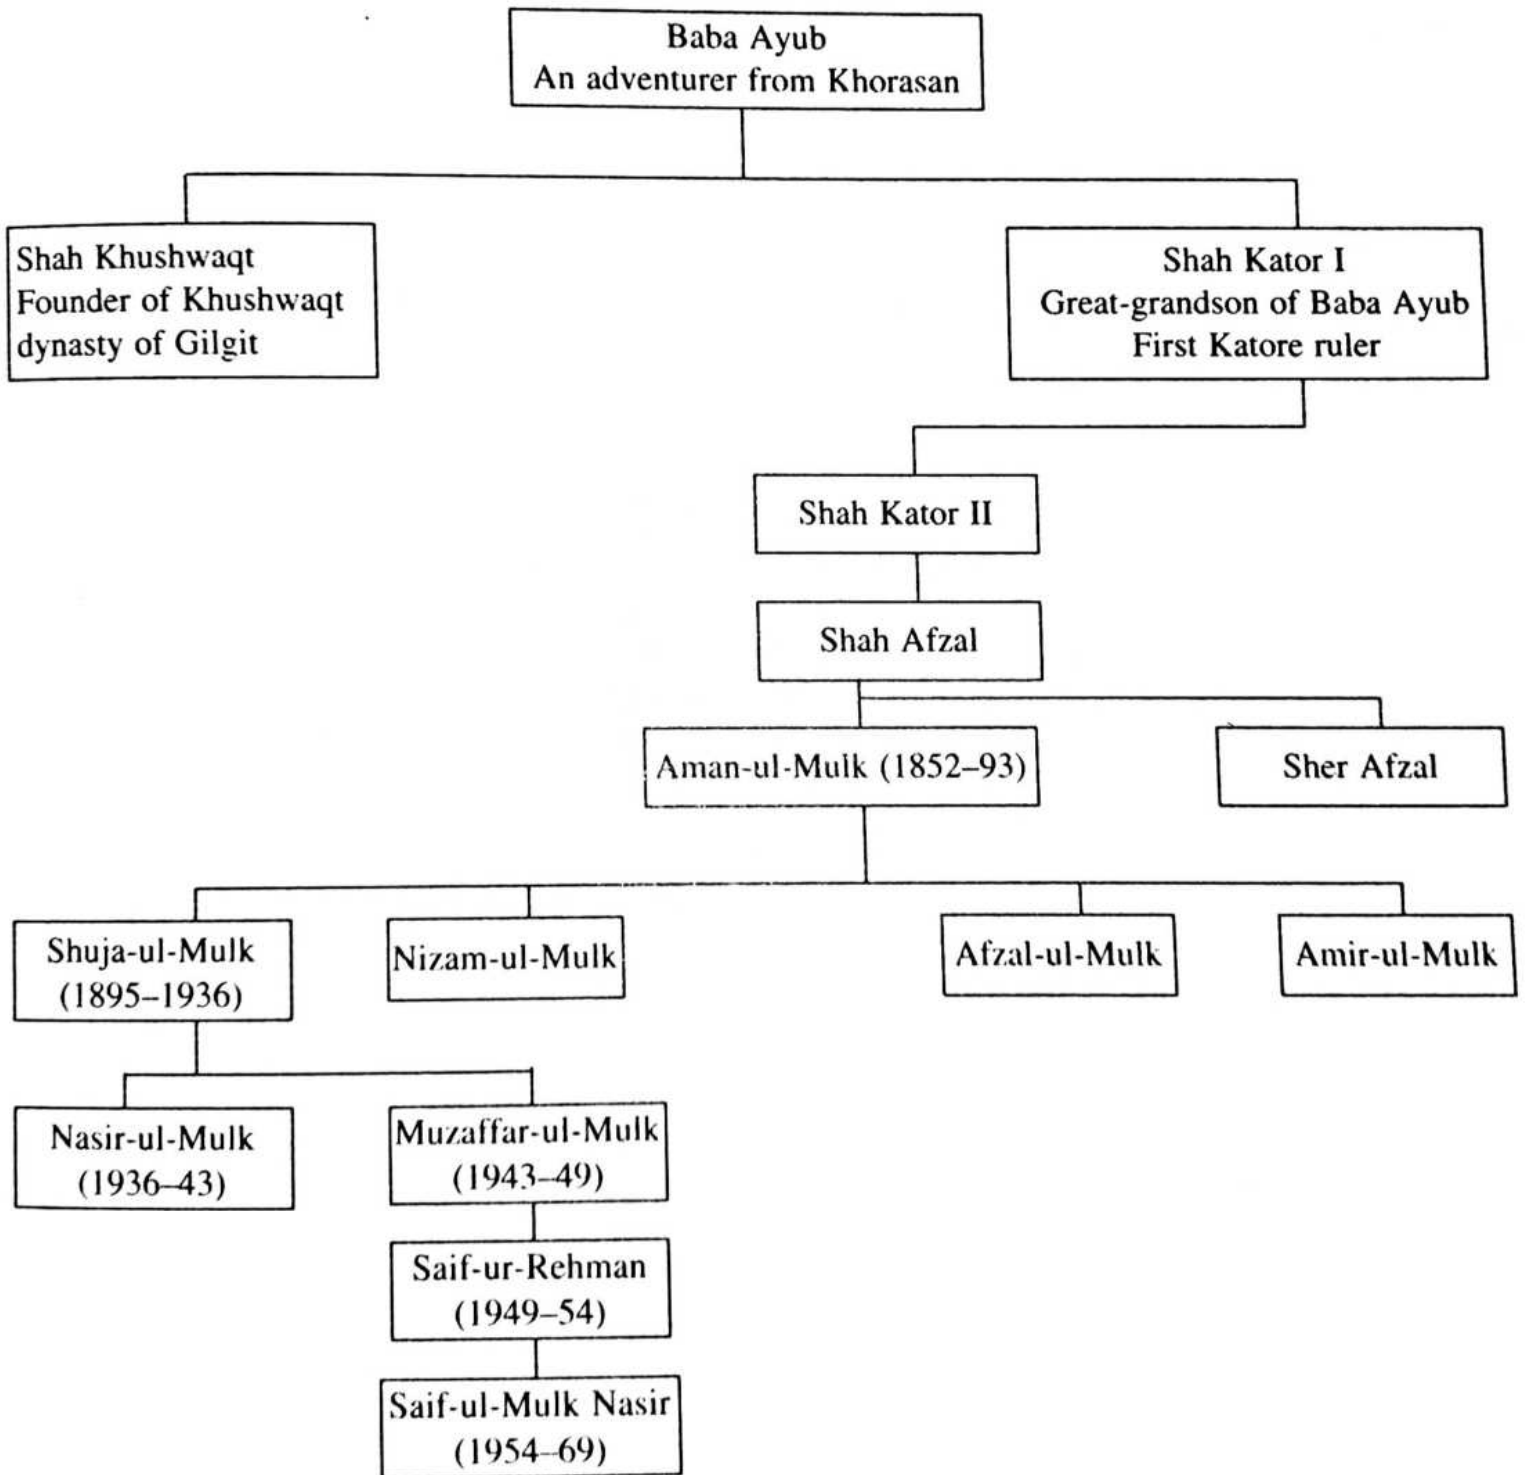 Baba Ayub
An adventurer from Khorasan
Shah Khushwaqt
Founder of Khushwaqt
dynasty of Gilgit
Shah Kator I
Great-grandson of Baba Ayub
First Katore ruler
Shah Kator II
Shah Afzal
Aman-ul-Mulk (1852–93)
Sher Afzal
Shuja-ul-Mulk
(1895–1936)
Nizam-ul-Mulk
Afzal-ul-Mulk
Amir-ul-Mulk
Nasir-ul-Mulk
(1936–43)
Muzaffar-ul-Mulk
(1943–49)
Saif-ur-Rehman
(1949–54)
Saif-ul-Mulk Nasir
(1954–69)